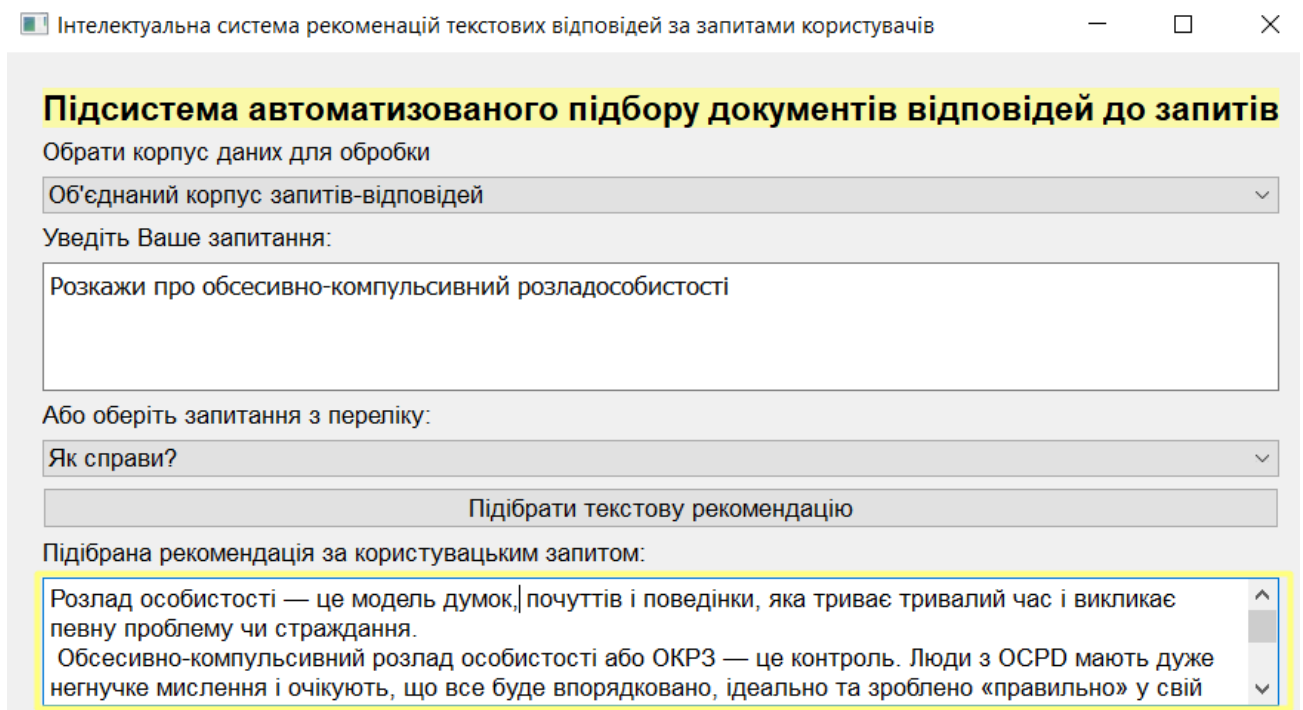 Інтелектуальна система рекоменацій текстових відповідей за запитами користувачів
Підсистема автоматизованого підбору документів відповідей до запитів
Обрати корпус даних для обробки
Об'єднаний корпус запитів-відповідей
Уведіть Ваше запитання:
Розкажи про обсесивно-компульсивний розладособистості
Або оберіть запитання з переліку:
Як справи?
Підібрати текстову рекомендацію
Підібрана рекомендація за користувацьким запитом:
Розлад особистості — це модель думок, почуттів і поведінки, яка триває тривалий час і викликає
певну проблему чи страждання.
Обсесивно-компульсивний розлад особистості або ОКРЗ — це контроль. Люди з OCPD мають дуже
негнучке мислення і очікують, що все буде впорядковано, ідеально та зроблено «правильно» у свій